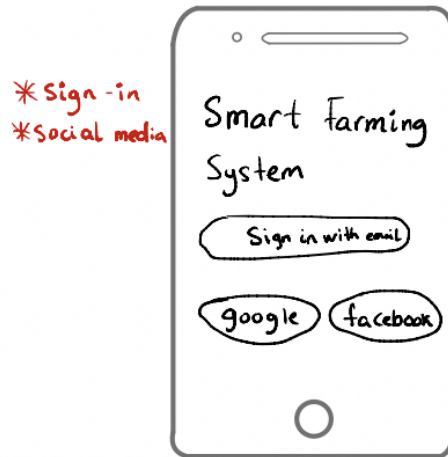 * Sign-in
* Social media
Smart Farming
System
Sign in with email
google
facebook